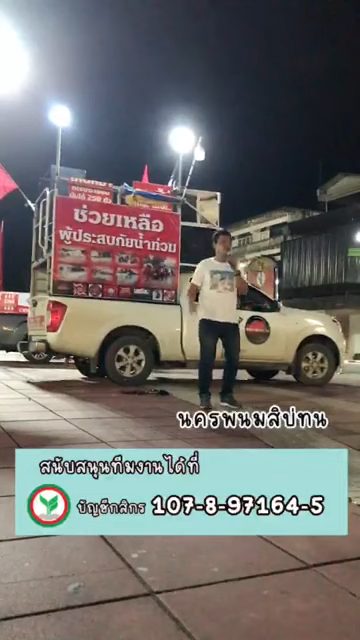 ช่วยเหลือ
ผู้ประสบภัยน้ำท่วม
นครพนมสิปทน
สนับสนุนทีมงานได้ที่
บัญชีกสิกร 107-8-97164-5